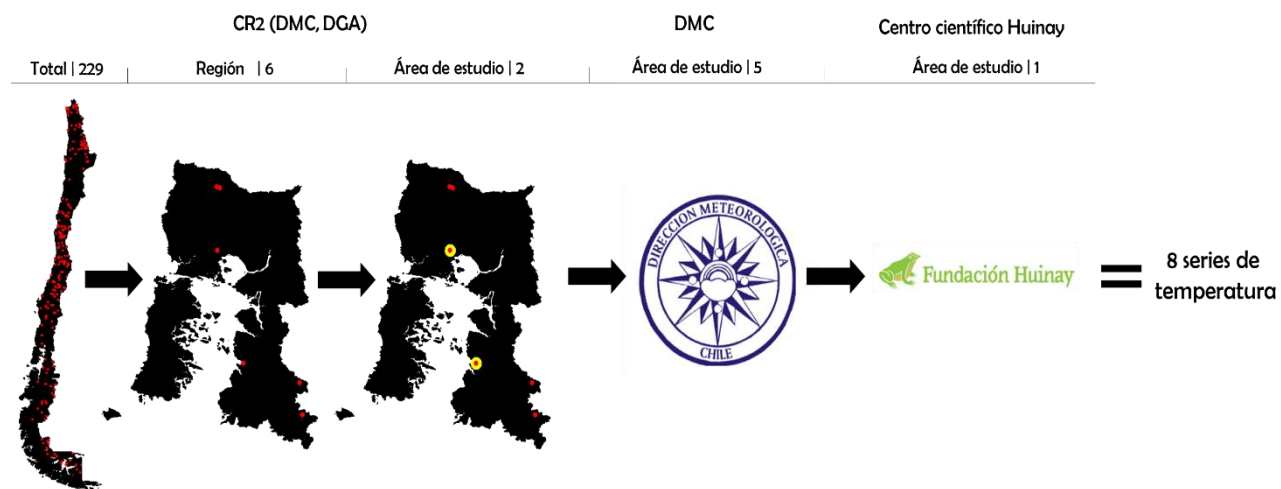 CR2 (DMC, DGA)
DMC
Centro científico Huinay
Total | 229
Región | 6
Área de estudio | 2
Área de estudio | 5
Área de estudio | 1
DIRECCION METEOROLOGICA
CHILE
Fundación Huinay
8 series de
temperatura